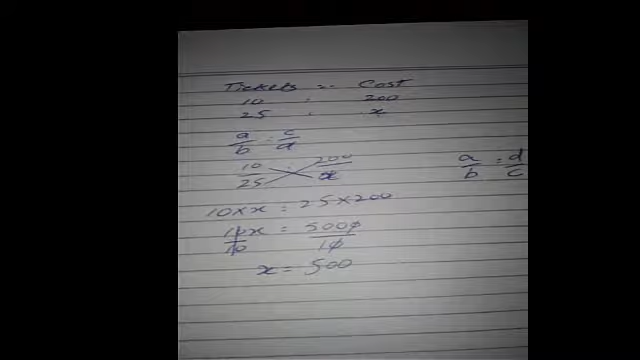 Tickets :- Cost
10 : 200
25 : x
a/b : c/d
10/25 : 200/x
a/b = d/c
10 x x = 25 x 200
10x/10 = 5000/10
x = 500